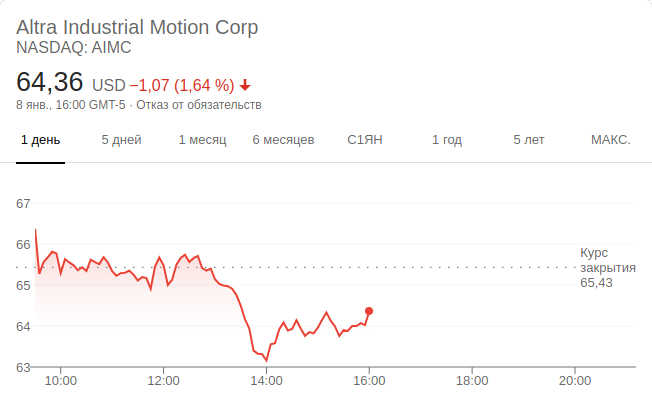 Altra Industrial Motion Corp
NASDAQ: AIMC
64,36 USD −1,07 (1,64 %)
8 янв., 16:00 GMT-5 · Отказ от обязательств
1 день 5 дней 1 месяц 6 месяцев С1ЯН 1 год 5 лет МАКС.
67
66
65
64
63
Курс
закрытия
65,43
10:00 12:00 14:00 16:00 18:00 20:00